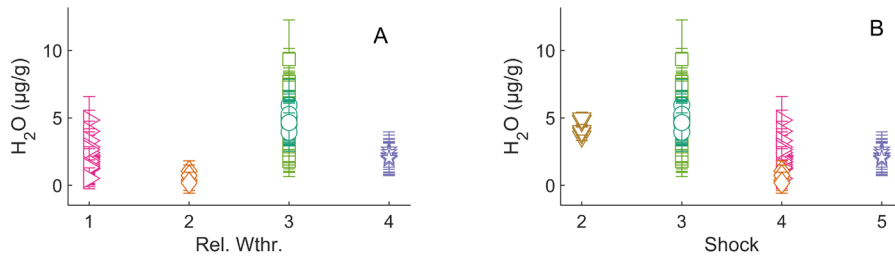 A
H₂O (µg/g)
10
5
0
1 2 3 4
Rel. Wthr.
B
H₂O (µg/g)
10
5
0
2 3 4 5
Shock